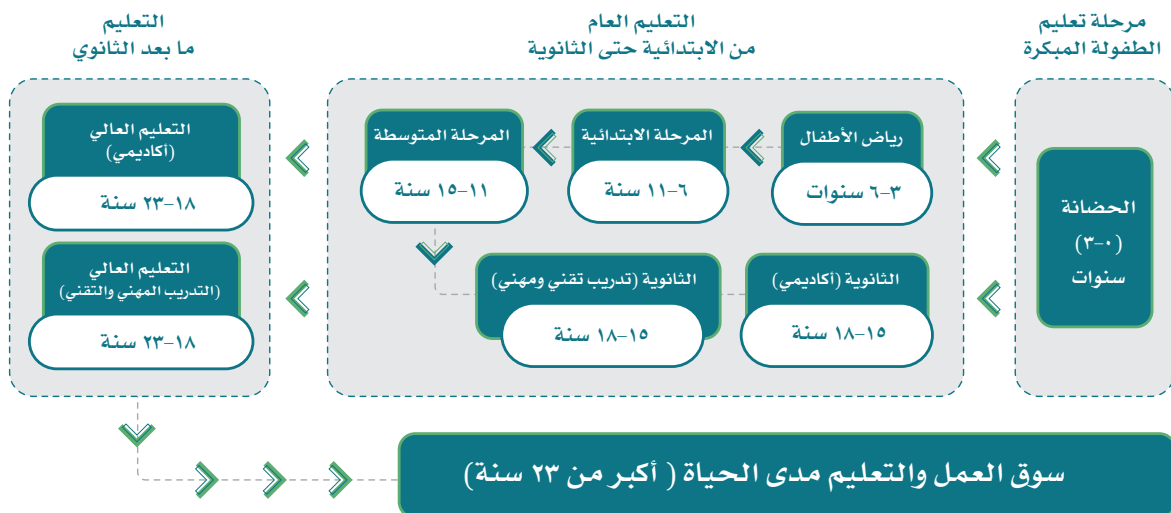 مرحلة تعليم
الطفولة المبكرة
الحضانة
(٠-٣)
سنوات
التعليم العام
من الابتدائية حتى الثانوية
رياض الأطفال
٣-٦ سنوات
المرحلة الابتدائية
٦-١١ سنة
المرحلة المتوسطة
١١-١٥ سنة
الثانوية (أكاديمي)
١٥-١٨ سنة
الثانوية (تدريب تقني ومهني)
١٥-١٨ سنة
التعليم
ما بعد الثانوي
التعليم العالي
(أكاديمي)
١٨-٢٣ سنة
التعليم العالي
(التدريب المهني والتقني)
١٨-٢٣ سنة
سوق العمل والتعليم مدى الحياة ( أكبر من ٢٣ سنة)